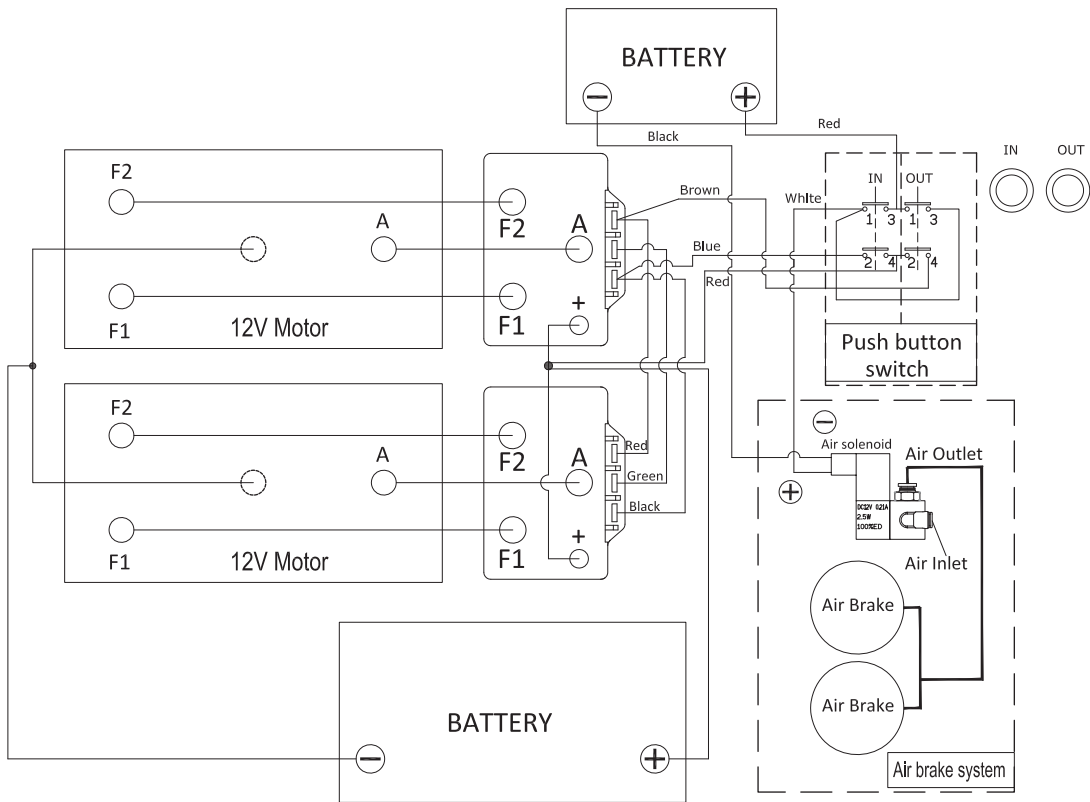 BATTERY
Black
Red
IN
OUT
F2
A
F1
12V Motor
F2
A
F1
+
Brown
Blue
Red
White
IN
OUT
1
3
1
3
2
4
2
4
Push button
switch
F2
A
F1
12V Motor
F2
A
F1
+
Red
Green
Black
BATTERY
Air solenoid
DC12V 0.21A
2.5W
100%ED
Air Outlet
Air Inlet
Air Brake
Air Brake
Air brake system